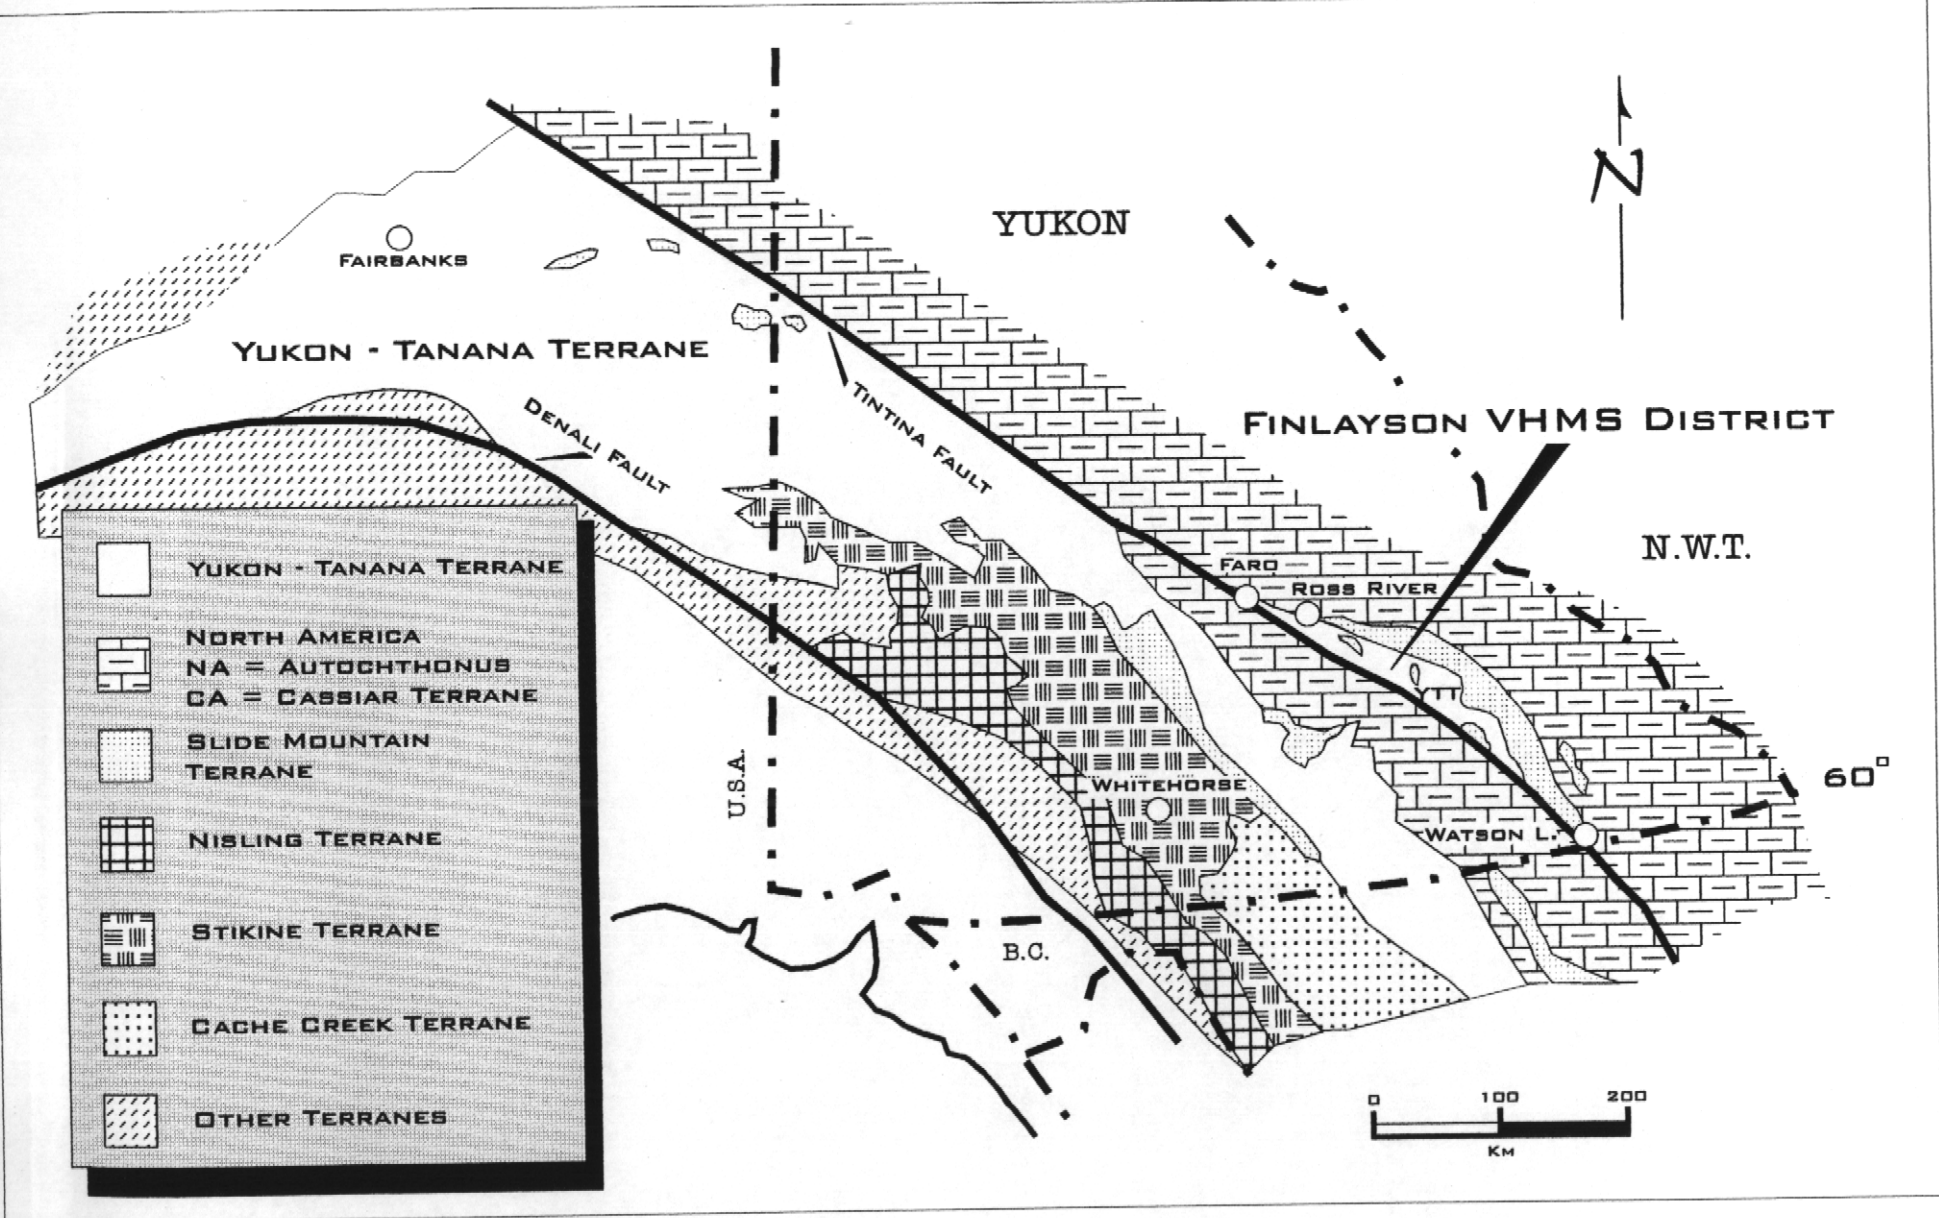 N
YUKON
FAIRBANKS
YUKON - TANANA TERRANE
DENALI FAULT
TINTINA FAULT
FINLAYSON VHMS DISTRICT
N.W.T.
FARO
ROSS RIVER
YTT
YUKON - TANANA TERRANE
NORTH AMERICA
NA = AUTOCHTHONUS
CA = CASSIAR TERRANE
SLIDE MOUNTAIN
TERRANE
NISLING TERRANE
STIKINE TERRANE
CACHE CREEK TERRANE
OTHER TERRANES
U.S.A.
WHITEHORSE
WATSON L.
60°
B.C.
0 100 200
KM